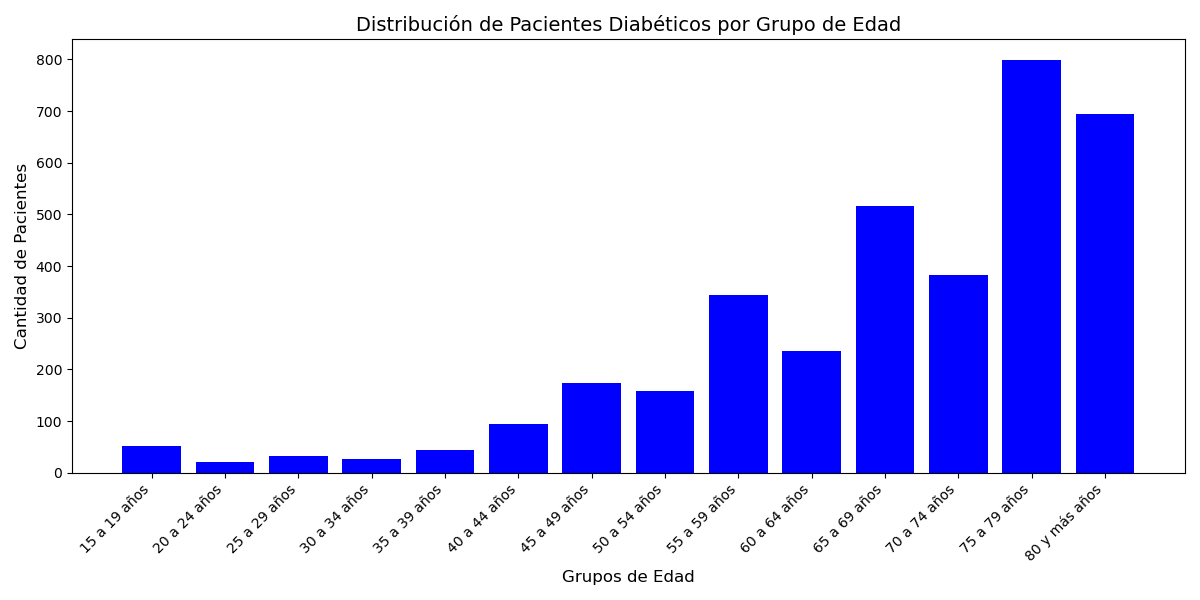 Distribución de Pacientes Diabéticos por Grupo de Edad
Cantidad de Pacientes
800
700
600
500
400
300
200
100
0
15 a 19 años
20 a 24 años
25 a 29 años
30 a 34 años
35 a 39 años
40 a 44 años
45 a 49 años
50 a 54 años
55 a 59 años
60 a 64 años
65 a 69 años
70 a 74 años
75 a 79 años
80 y más años
Grupos de Edad